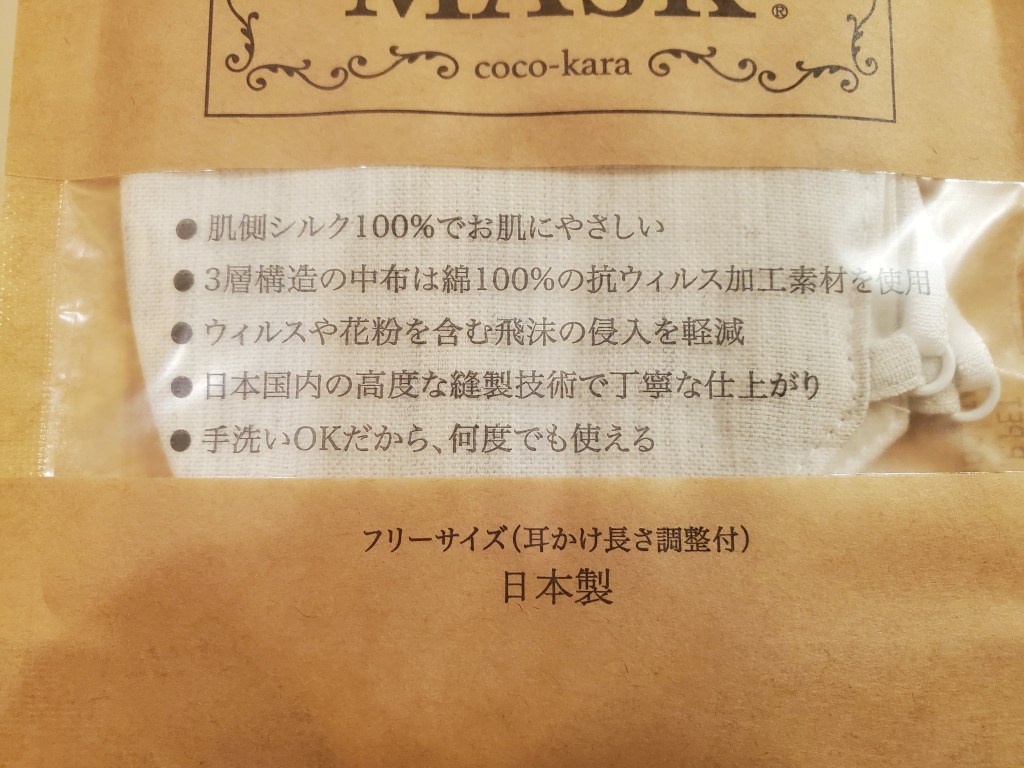 MASK®
coco-kara
● 肌側シルク100%でお肌にやさしい
● 3層構造の中布は綿100%の抗ウィルス加工素材を使用
● ウィルスや花粉を含む飛沫の侵入を軽減
● 日本国内の高度な縫製技術で丁寧な仕上がり
● 手洗いOKだから、何度でも使える
フリーサイズ(耳かけ長さ調整付)
日本製